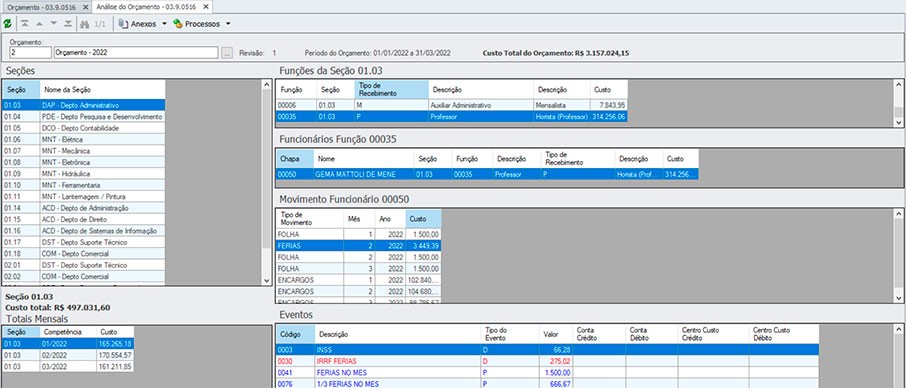 Orçamento - 03.9.0516 x Análise do Orçamento - 03.9.0516 x
1/1 Anexos Processos
Orçamento:
2 Orçamento - 2022 ... Revisão: 1 Período do Orçamento: 01/01/2022 a 31/03/2022 Custo Total do Orçamento: R$ 3.157.024,15
Seções
Seção Nome da Seção
01.03 DAP - Depto Administrativo
01.04 PDE - Depto Pesquisa e Desenvolvimento
01.05 DCO - Depto Contabilidade
01.06 MNT - Elétrica
01.07 MNT - Mecânica
01.08 MNT - Eletrônica
01.09 MNT - Hidráulica
01.10 MNT - Ferramentaria
01.11 MNT - Lanternagem / Pintura
01.14 ACD - Depto de Administração
01.15 ACD - Depto de Direito
01.16 ACD - Depto de Sistemas de Informação
01.17 DST - Depto Suporte Técnico
01.18 COM - Depto Comercial
02.01 DST - Depto Suporte Técnico
02.02 COM - Depto Comercial
Seção 01.03
Custo total: R$ 497.031,60
Totais Mensais
Seção Competência Custo
01.03 01/2022 165.265,18
01.03 02/2022 170.554,57
01.03 03/2022 161.211,85
Funções da Seção 01.03
Função Seção Tipo de Recebimento Descrição Descrição Custo
00006 01.03 M Auxiliar Administrativo Mensalista 7.843,95
00035 01.03 P Professor Horista (Professor) 314.256,06
Funcionários Função 00035
Chapa Nome Seção Função Descrição Tipo de Recebimento Descrição Custo
00050 GEMA MATTOLI DE MENE 01.03 00035 Professor P Horista (Prof... 314.256...
Movimento Funcionário 00050
Tipo de Movimento Mês Ano Custo
FOLHA 1 2022 1.500,00
FERIAS 2 2022 3.449,39
FOLHA 2 2022 1.500,00
FOLHA 3 2022 1.500,00
ENCARGOS 1 2022 102.840...
ENCARGOS 2 2022 104.680...
ENCARGOS 3 2022 98.786,67
Eventos
Código Descrição Tipo do Evento Valor Conta Crédito Conta Débito Centro Custo Crédito Centro Custo Débito
0003 INSS D 66,28
0030 IRRF FERIAS D 275,02
0041 FERIAS NO MES P 1.500,00
0076 1/3 FERIAS NO MES P 666,67